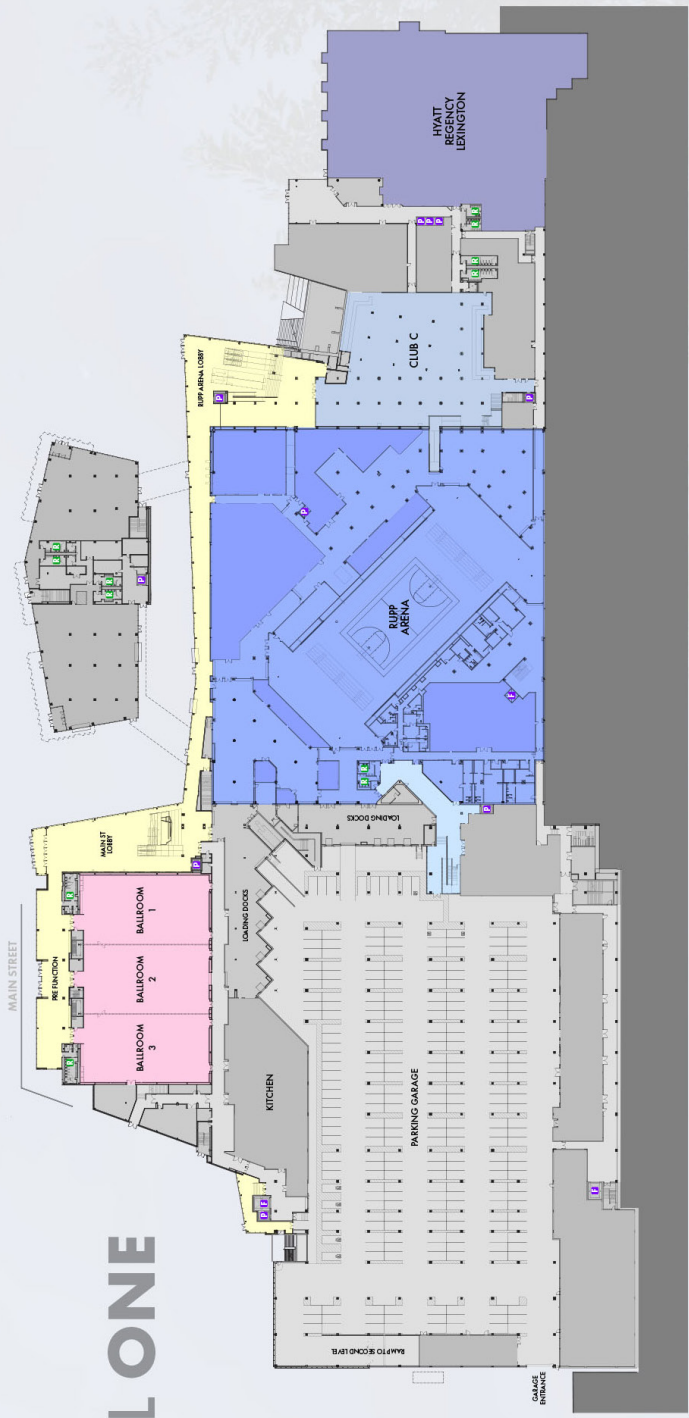 HYATT
REGENCY
LEXINGTON
P
P
P
CLUB C
RUPP ARENA LOBBY
P
P
P
P
RUPP
ARENA
F
P
LOADING DOCKS
MAIN ST
LOBBY
P
LOADING DOCKS
MAIN STREET
PRE FUNCTION
BALLROOM
1
BALLROOM
2
BALLROOM
3
KITCHEN
PARKING GARAGE
P
F
F
L ONE
RAMP TO SECOND LEVEL
GARAGE
ENTRANCE